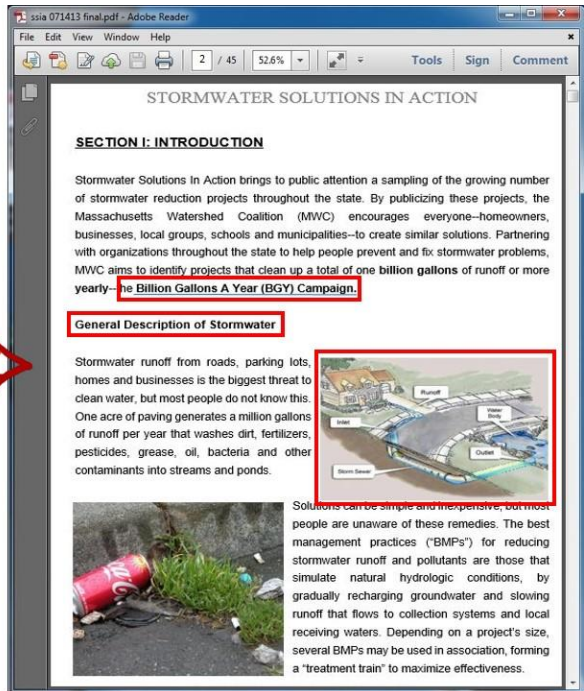 ssia 071413 final.pdf - Adobe Reader
File Edit View Window Help
2 / 45 52.6% Tools Sign Comment
STORMWATER SOLUTIONS IN ACTION
SECTION I: INTRODUCTION
Stormwater Solutions In Action brings to public attention a sampling of the growing number
of stormwater reduction projects throughout the state. By publicizing these projects, the
Massachusetts Watershed Coalition (MWC) encourages everyone--homeowners,
businesses, local groups, schools and municipalities--to create similar solutions. Partnering
with organizations throughout the state to help people prevent and fix stormwater problems,
MWC aims to identify projects that clean up a total of one billion gallons of runoff or more
yearly--he Billion Gallons A Year (BGY) Campaign.
General Description of Stormwater
Stormwater runoff from roads, parking lots,
homes and businesses is the biggest threat to
clean water, but most people do not know this.
One acre of paving generates a million gallons
of runoff per year that washes dirt, fertilizers,
pesticides, grease, oil, bacteria and other
contaminants into streams and ponds.
Runoff
Water
Body
Inlet
Outlet
Storm Sewer
Solutions can be simple and inexpensive, but most
people are unaware of these remedies. The best
management practices ("BMPs") for reducing
stormwater runoff and pollutants are those that
simulate natural hydrologic conditions, by
gradually recharging groundwater and slowing
runoff that flows to collection systems and local
receiving waters. Depending on a project's size,
several BMPs may be used in association, forming
a "treatment train" to maximize effectiveness.
Coca-Cola